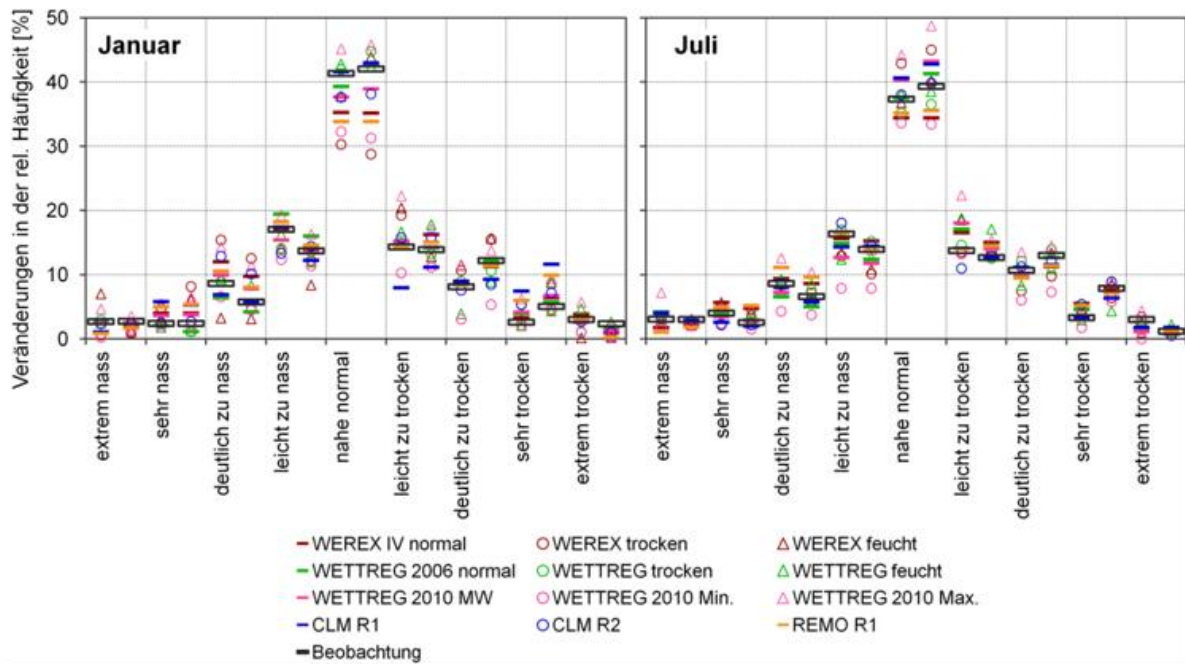 Veränderungen in der rel. Häufigkeit [%]
50
40
30
20
10
0
Januar
Juli
extrem nass
sehr nass
deutlich zu nass
leicht zu nass
nahe normal
leicht zu trocken
deutlich zu trocken
sehr trocken
extrem trocken
extrem nass
sehr nass
deutlich zu nass
leicht zu nass
nahe normal
leicht zu trocken
deutlich zu trocken
sehr trocken
extrem trocken
WEREX IV normal WEREX trocken WEREX feucht
WETTREG 2006 normal WETTREG trocken WETTREG feucht
WETTREG 2010 MW WETTREG 2010 Min. WETTREG 2010 Max.
CLM R1 CLM R2 REMO R1
Beobachtung